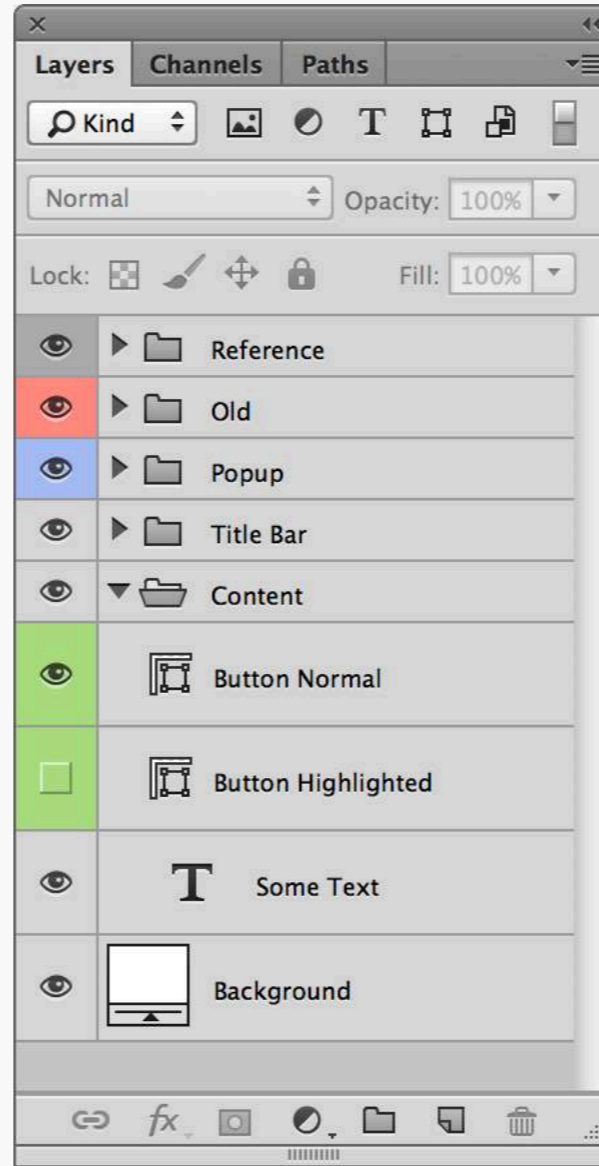 Layers Channels Paths
Kind T
Normal Opacity: 100%
Lock: Fill: 100%
Reference
Old
Popup
Title Bar
Content
Button Normal
Button Highlighted
T Some Text
Background
fx